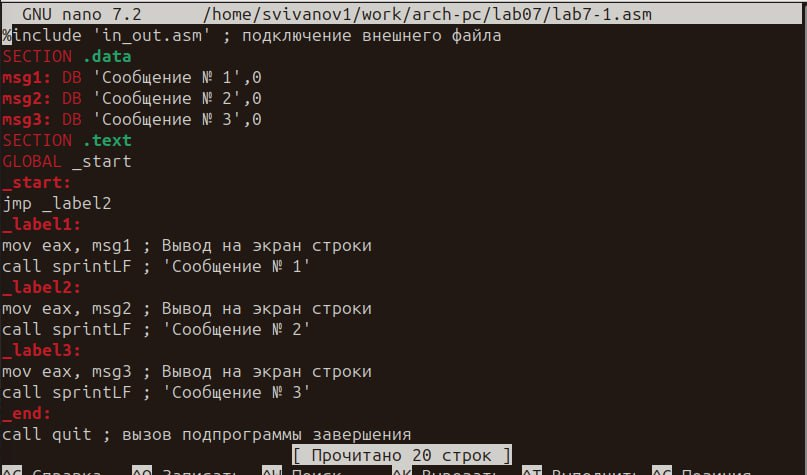 GNU nano 7.2 /home/svivanov1/work/arch-pc/lab07/lab7-1.asm
%include 'in_out.asm' ; подключение внешнего файла
SECTION .data
msg1: DB 'Сообщение № 1',0
msg2: DB 'Сообщение № 2',0
msg3: DB 'Сообщение № 3',0
SECTION .text
GLOBAL _start
_start:
jmp _label2
_label1:
mov eax, msg1 ; Вывод на экран строки
call sprintLF ; 'Сообщение № 1'
_label2:
mov eax, msg2 ; Вывод на экран строки
call sprintLF ; 'Сообщение № 2'
_label3:
mov eax, msg3 ; Вывод на экран строки
call sprintLF ; 'Сообщение № 3'
_end:
call quit ; вызов подпрограммы завершения
[ Прочитано 20 строк ]
^G Справка ^O Записать ^W Поиск ^K Вырезать ^T Выполнить ^C Позиция